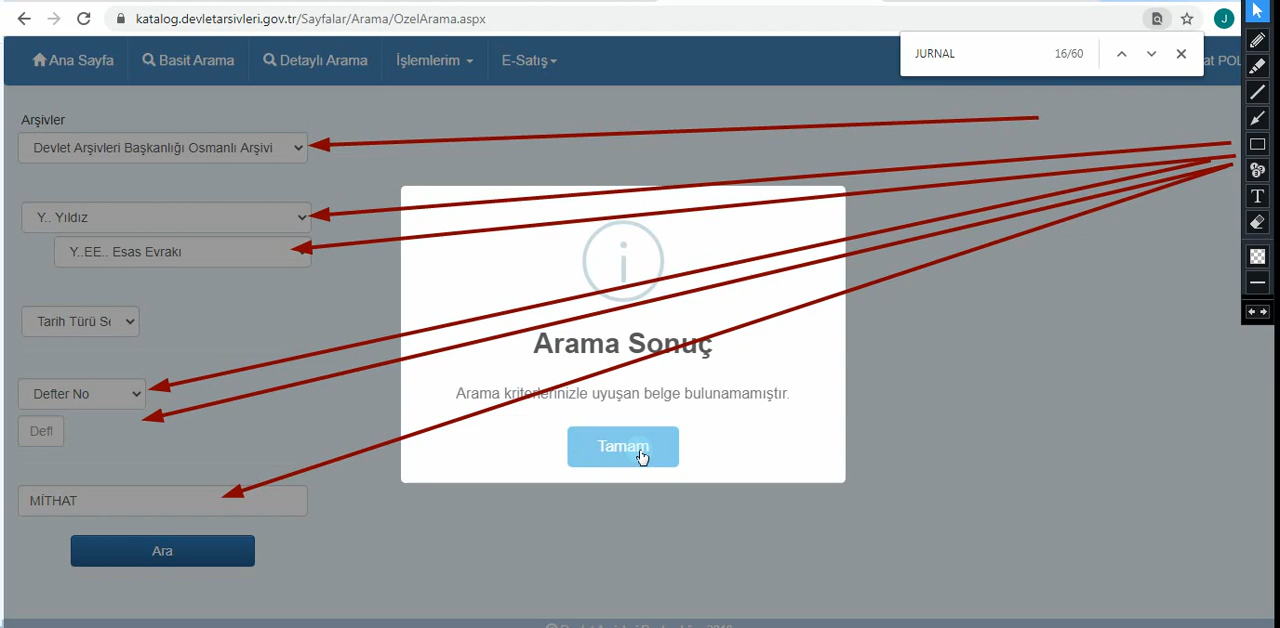 katalog.devletarsivleri.gov.tr/Sayfalar/Arama/OzelArama.aspx
J
JURNAL 16/60
Ana Sayfa Basit Arama Detaylı Arama İşlemlerim E-Satış
Arşivler
Devlet Arşivleri Başkanlığı Osmanlı Arşivi
Y.. Yıldız
Y..EE.. Esas Evrakı
Tarih Türü
Defter No
Defl
MİTHAT
Ara
Arama Sonuç
Arama kriterlerinizle uyuşan belge bulunamamıştır.
Tamam
T